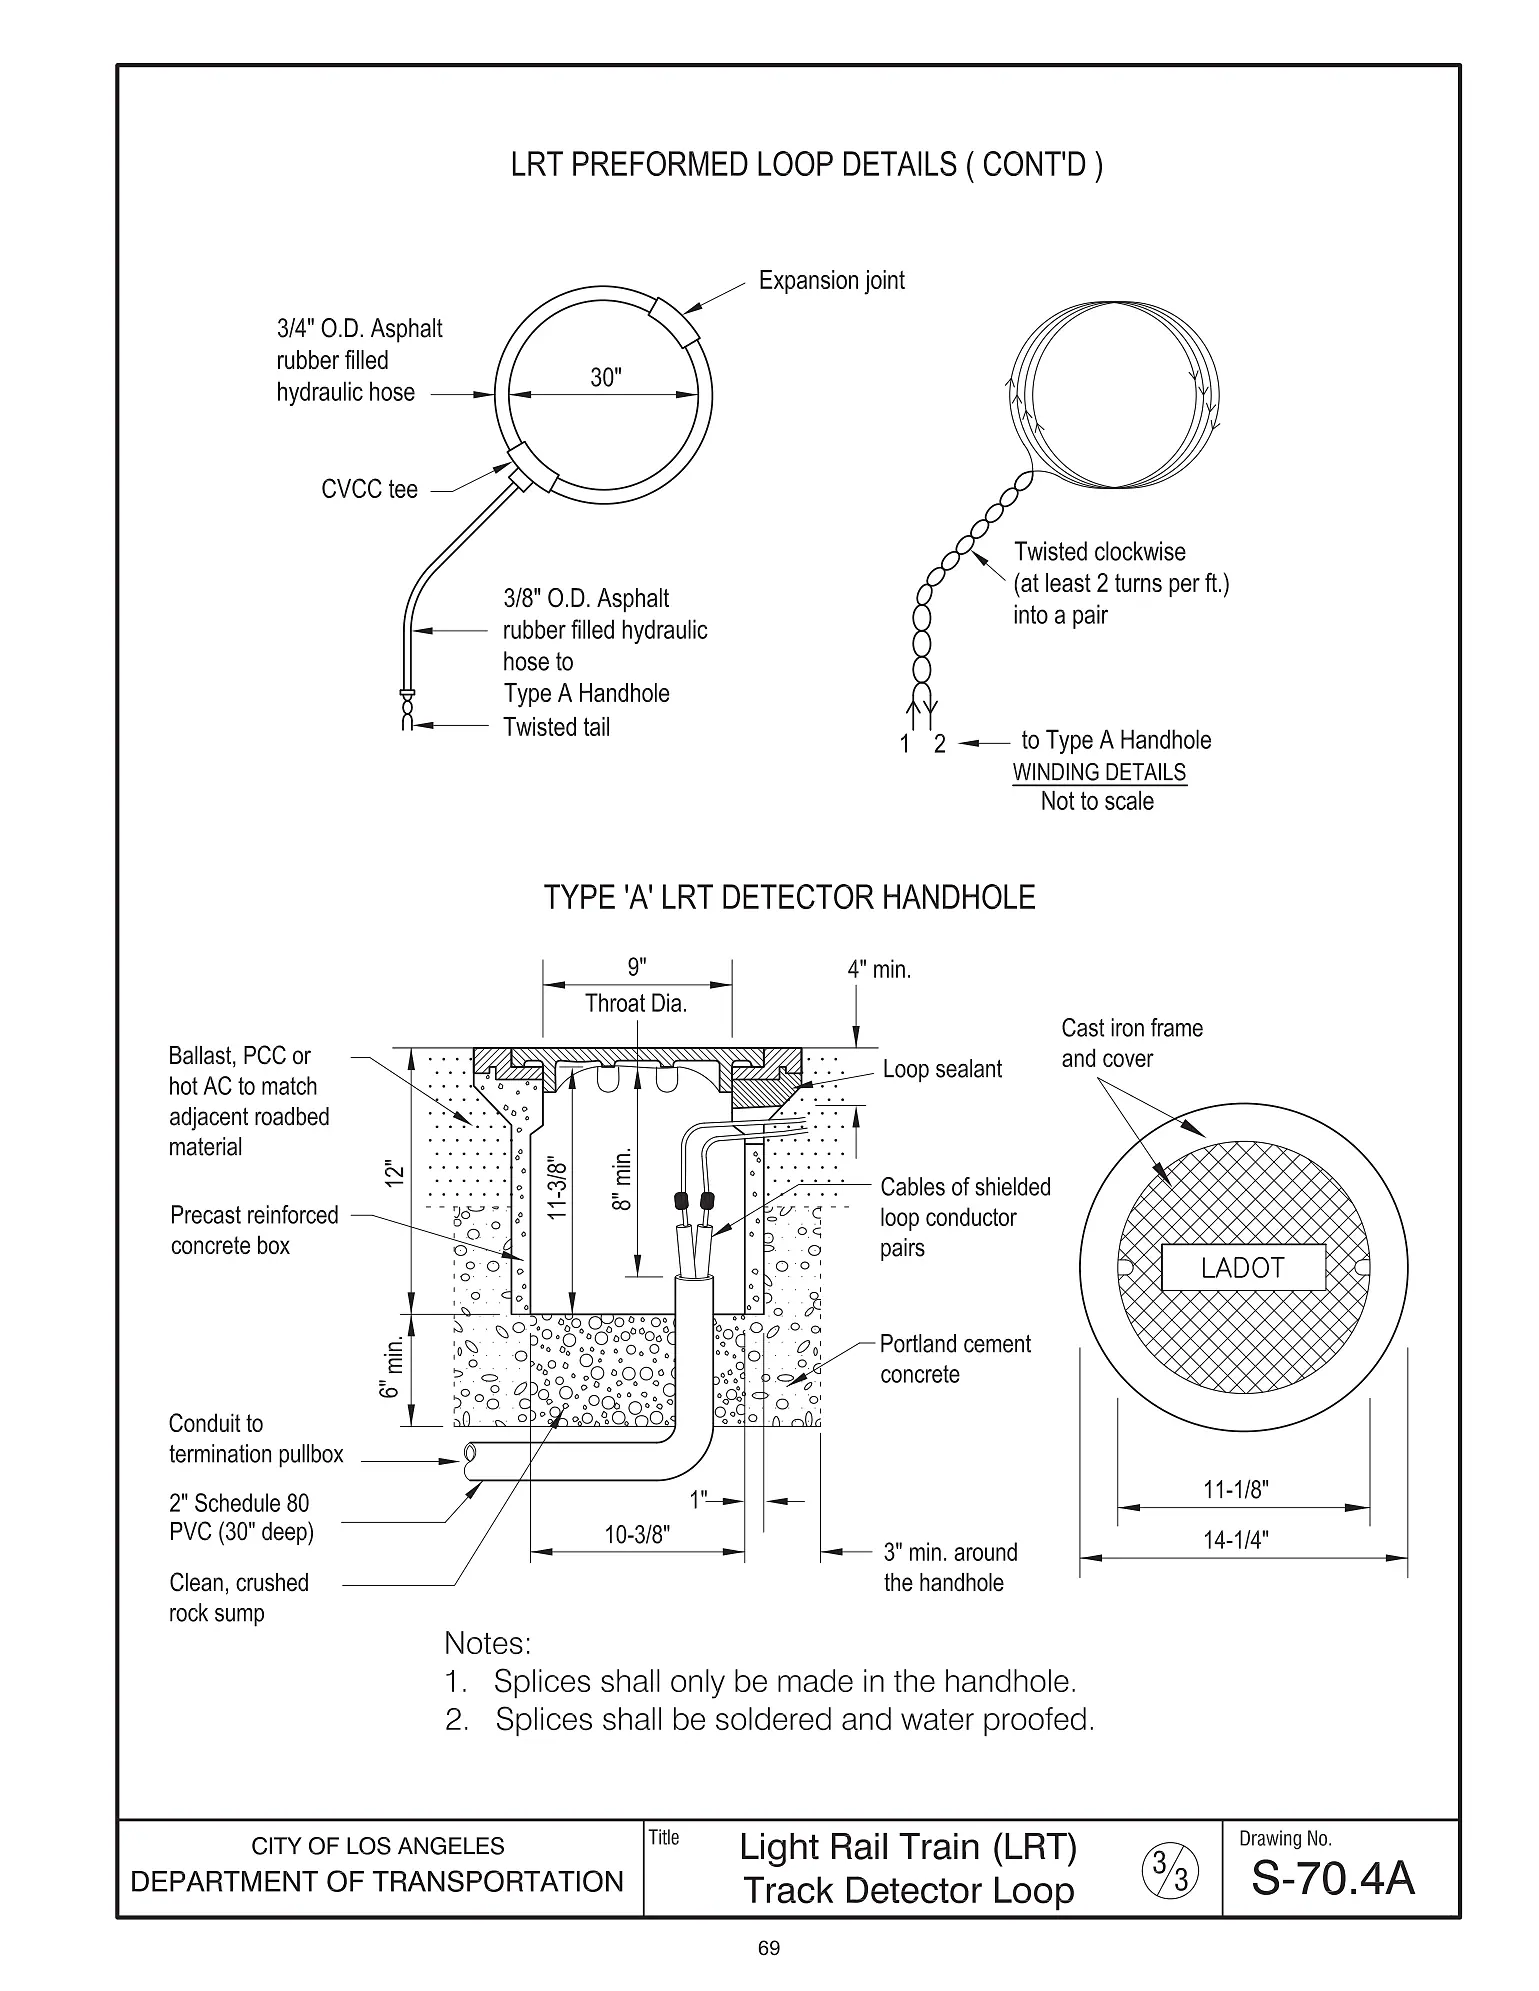 LRT PREFORMED LOOP DETAILS ( CONT'D )
Expansion joint
3/4" O.D. Asphalt
rubber filled
hydraulic hose
30"
CVCC tee
3/8" O.D. Asphalt
rubber filled hydraulic
hose to
Type A Handhole
Twisted tail
Twisted clockwise
(at least 2 turns per ft.)
into a pair
1 2
to Type A Handhole
WINDING DETAILS
Not to scale
TYPE 'A' LRT DETECTOR HANDHOLE
9"
Throat Dia.
4" min.
Ballast, PCC or
hot AC to match
adjacent roadbed
material
Loop sealant
Cast iron frame
and cover
12"
11-3/8"
8" min.
Precast reinforced
concrete box
Cables of shielded
loop conductor
pairs
LADOT
6" min.
Portland cement
concrete
Conduit to
termination pullbox
2" Schedule 80
PVC (30" deep)
1"
10-3/8"
11-1/8"
14-1/4"
3" min. around
the handhole
Clean, crushed
rock sump
Notes:
1. Splices shall only be made in the handhole.
2. Splices shall be soldered and water proofed.
CITY OF LOS ANGELES
DEPARTMENT OF TRANSPORTATION
Title
Light Rail Train (LRT)
Track Detector Loop
3/3
Drawing No.
S-70.4A
69